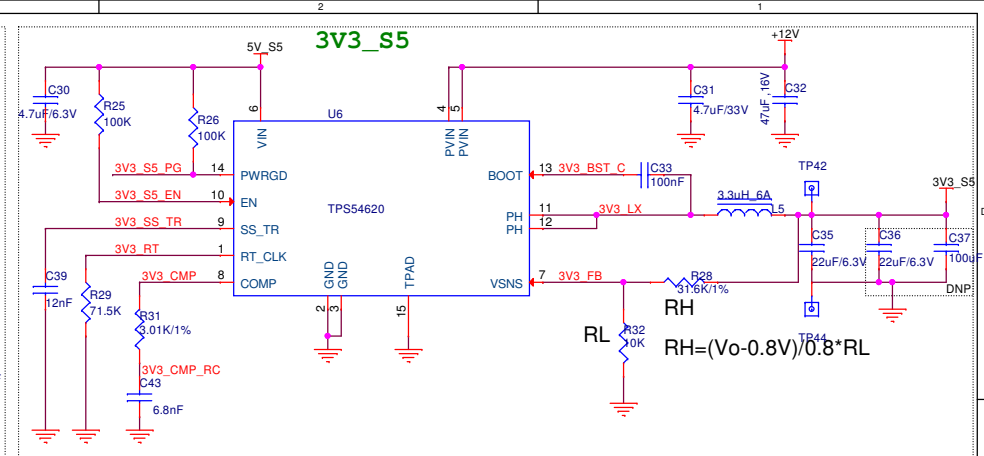 2
1
3V3_S5
5V_S5
+12V
C30
4.7uF/6.3V
R25
100K
R26
100K
6
VIN
U6
4
5
PVIN
PVIN
C31
4.7uF/33V
47uF ,16V
C32
3V3_S5_PG
14
PWRGD
3V3_S5_EN
10
EN
3V3_SS_TR
9
SS_TR
3V3_RT
1
RT_CLK
3V3_CMP
8
COMP
TPS54620
BOOT
13
3V3_BST_C
C33
100nF
PH
11
3V3_LX
PH
12
3.3uH_6A
L5
TP42
3V3_S5
C35
22uF/6.3V
C36
22uF/6.3V
C37
100uF
DNP
VSNS
7
3V3_FB
R28
31.6K/1%
RH
GND
GND
TPAD
2
3
15
C39
12nF
R29
71.5K
R31
3.01K/1%
3V3_CMP_RC
C43
6.8nF
RL
R32
10K
TP44
RH=(Vo-0.8V)/0.8*RL